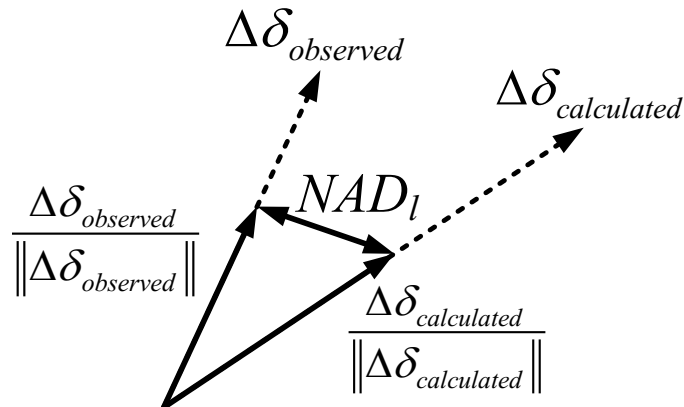 Δδ_observed
Δδ_calculated
NAD_l
Δδ_observed
‖Δδ_observed‖
Δδ_calculated
‖Δδ_calculated‖